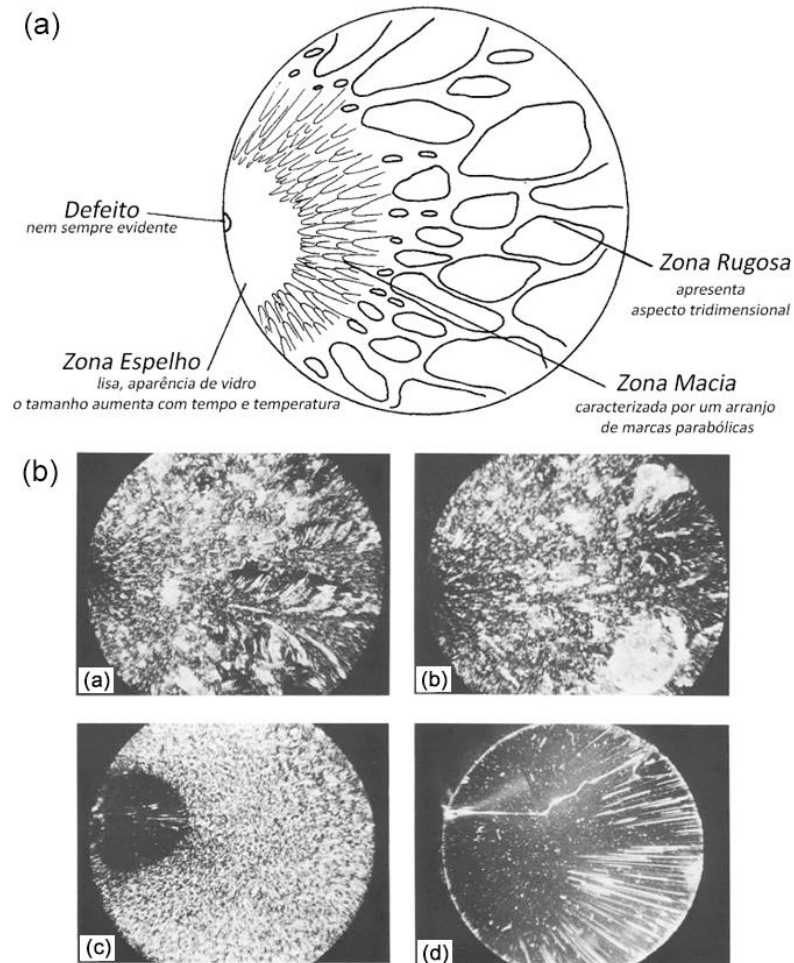 (a)
Defeito
nem sempre evidente
Zona Rugosa
apresenta
aspecto tridimensional
Zona Espelho
lisa, aparência de vidro
o tamanho aumenta com tempo e temperatura
Zona Macia
caracterizada por um arranjo
de marcas parabólicas
(b)
(a)
(b)
(c)
(d)